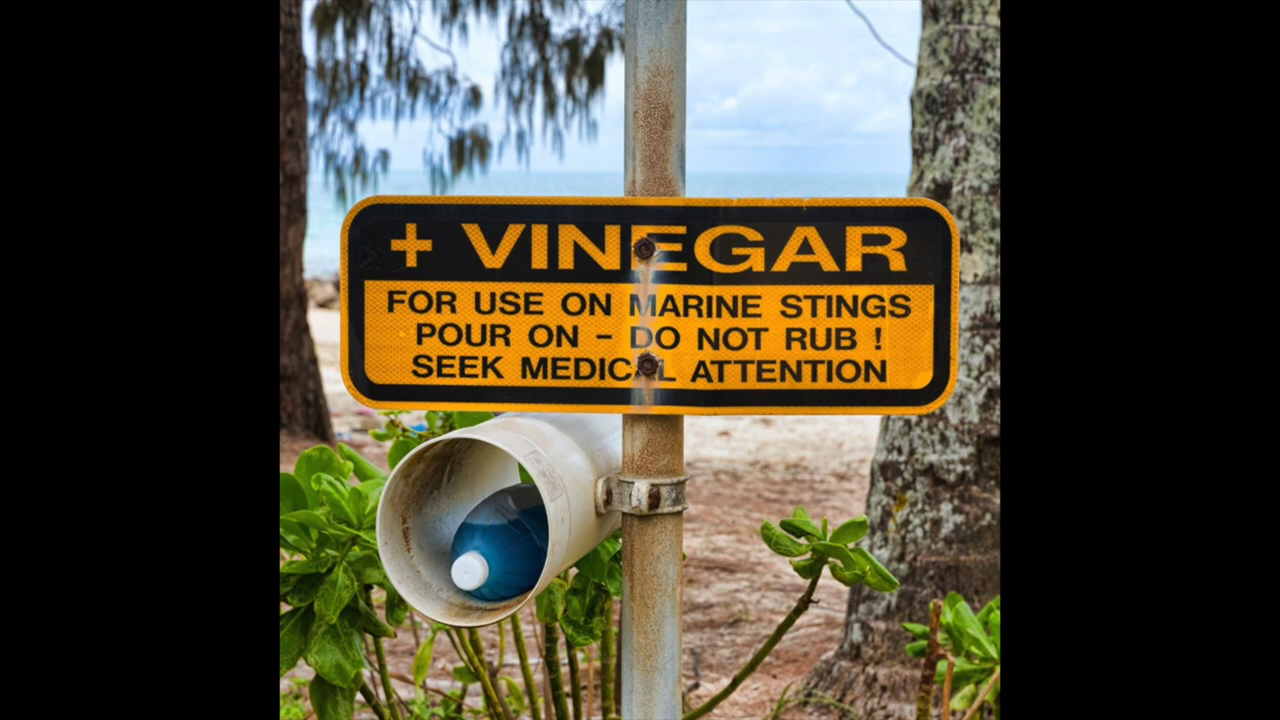 + VINEGAR
FOR USE ON MARINE STINGS
POUR ON - DO NOT RUB !
SEEK MEDICAL ATTENTION